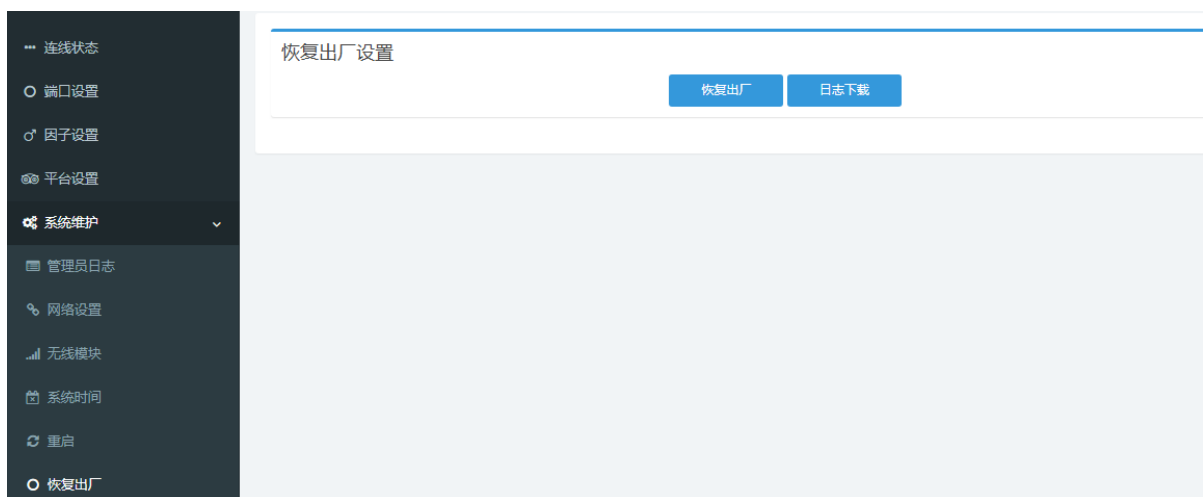 连线状态
端口设置
因子设置
平台设置
系统维护
管理员日志
网络设置
无线模块
系统时间
重启
恢复出厂
恢复出厂设置
恢复出厂 日志下载